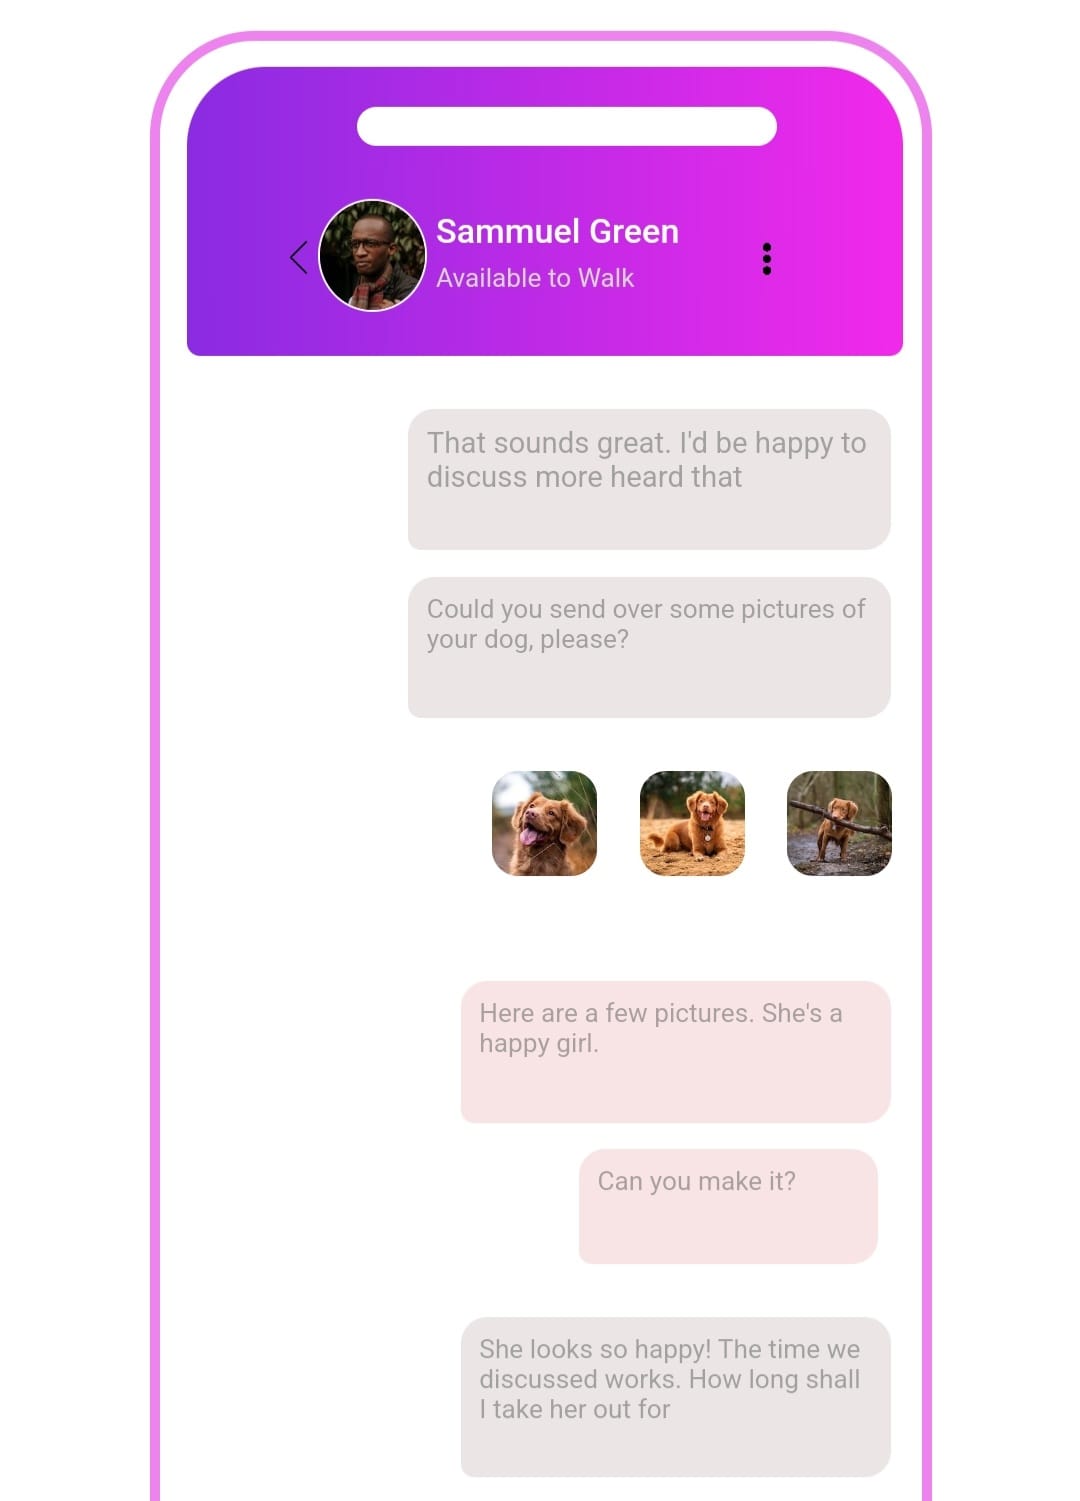 Sammuel Green
Available to Walk
That sounds great. I'd be happy to
discuss more heard that
Could you send over some pictures of
your dog, please?
Here are a few pictures. She's a
happy girl.
Can you make it?
She looks so happy! The time we
discussed works. How long shall
I take her out for